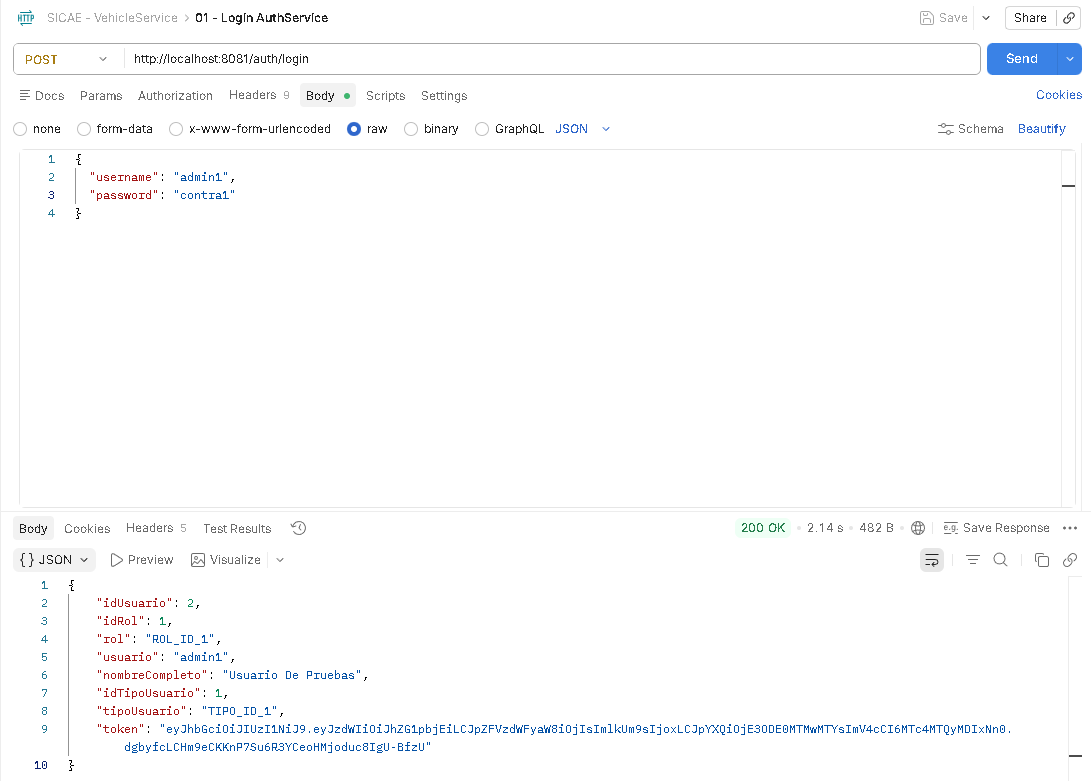 HTTP SICAE - VehicleService > 01 - Login AuthService Save Share
POST http://localhost:8081/auth/login Send
Docs Params Authorization Headers 9 Body Scripts Settings Cookies
none form-data x-www-form-urlencoded raw binary GraphQL JSON Schema Beautify
1 {
2 "username": "admin1",
3 "password": "contra1"
4 }
Body Cookies Headers 5 Test Results 200 OK • 2.14 s • 482 B • e.g. Save Response
{} JSON Preview Visualize
1 {
2 "idUsuario": 2,
3 "idRol": 1,
4 "rol": "ROL_ID_1",
5 "usuario": "admin1",
6 "nombreCompleto": "Usuario De Pruebas",
7 "idTipoUsuario": 1,
8 "tipoUsuario": "TIPO_ID_1",
9 "token": "eyJhbGciOiJIUzI1NiJ9.eyJzdWIiOiJhZG1pbjEiLCJpZFVzdWFyaW8iOjIsImlkUm9sIjoxLCJpYXQiOjE3ODE0MTMwMTYsImV4cCI6MTc4MTQyMDIxNn0.
dgbyfcLCHm9eCKKnP7Su6R3YCeoHMjoduc8IgU-BfzU"
10 }